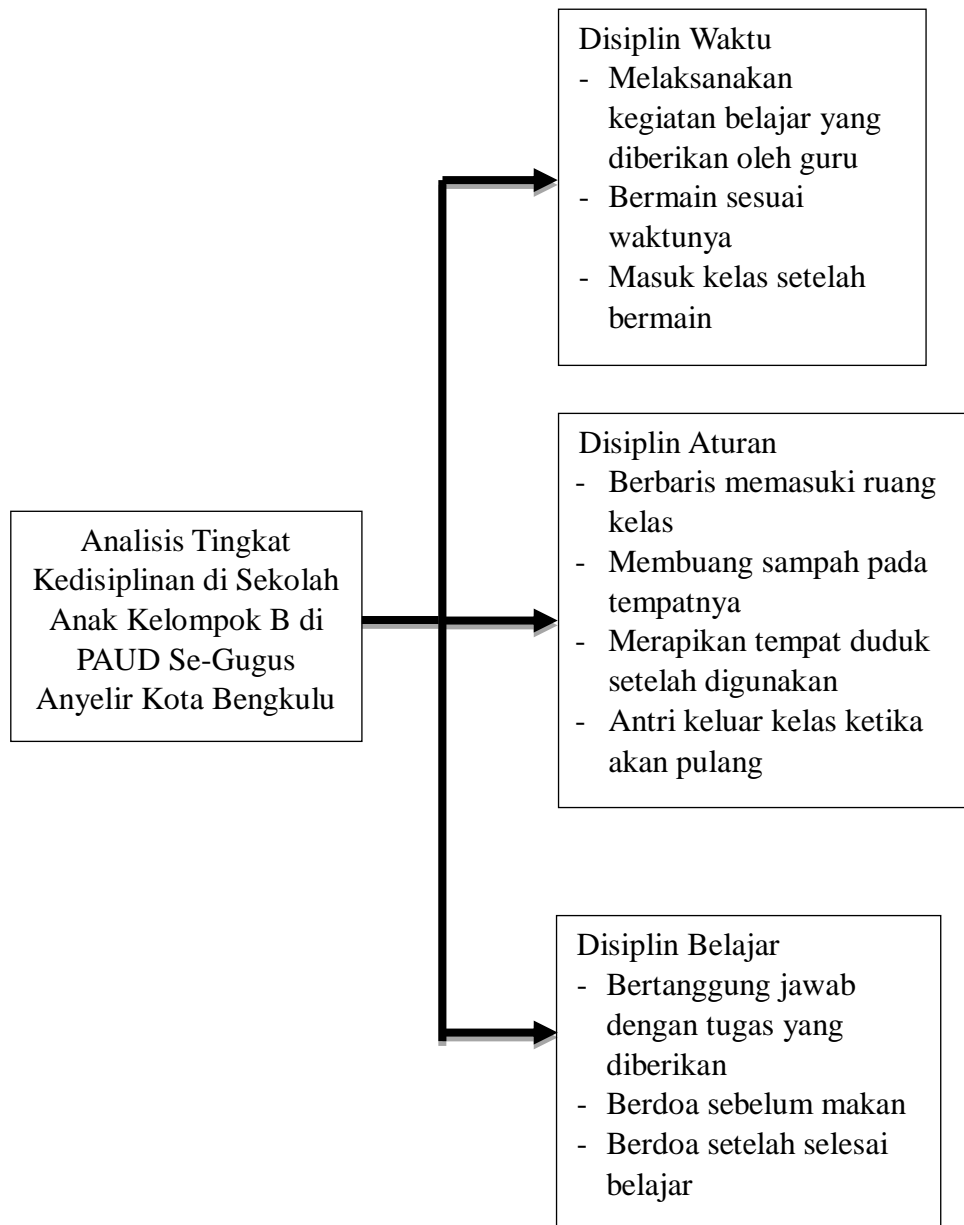 Disiplin Waktu
- Melaksanakan
kegiatan belajar yang
diberikan oleh guru
- Bermain sesuai
waktunya
- Masuk kelas setelah
bermain
Disiplin Aturan
- Berbaris memasuki ruang
kelas
- Membuang sampah pada
tempatnya
- Merapikan tempat duduk
setelah digunakan
- Antri keluar kelas ketika
akan pulang
Analisis Tingkat
Kedisiplinan di Sekolah
Anak Kelompok B di
PAUD Se-Gugus
Anyelir Kota Bengkulu
Disiplin Belajar
- Bertanggung jawab
dengan tugas yang
diberikan
- Berdoa sebelum makan
- Berdoa setelah selesai
belajar